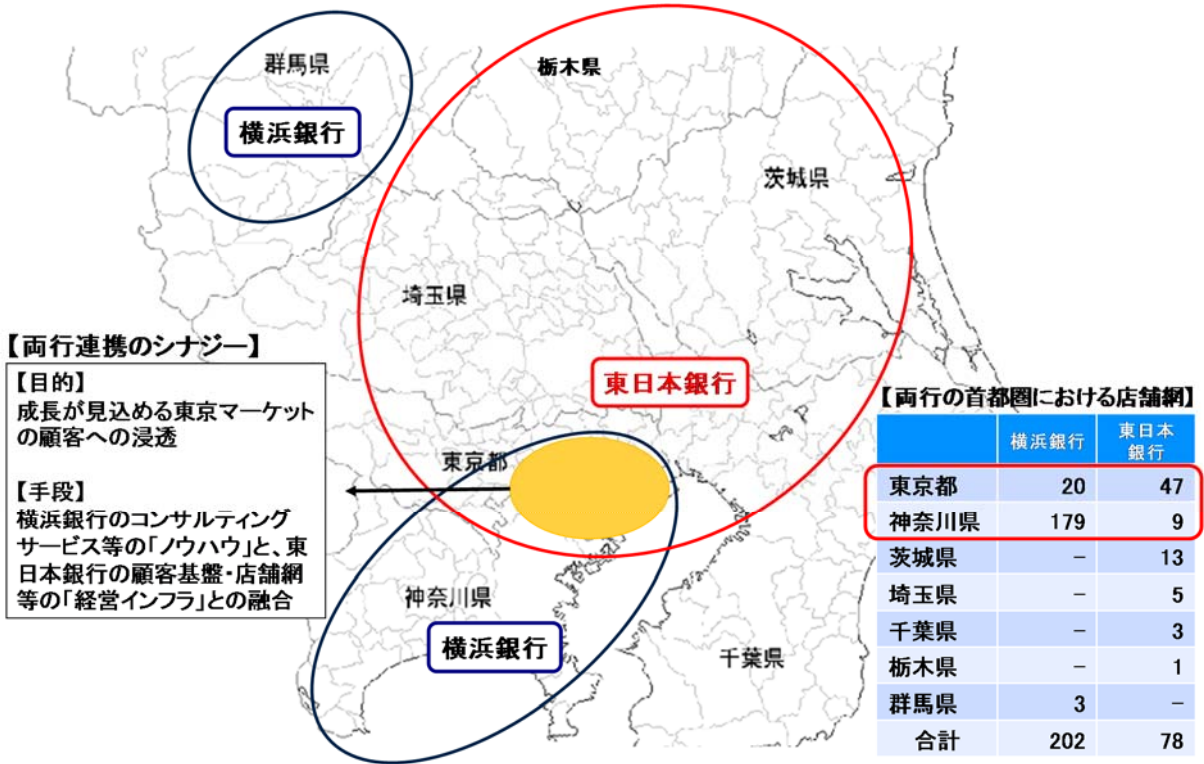 群馬県
横浜銀行
栃木県
茨城県
埼玉県
東日本銀行
東京都
神奈川県
横浜銀行
千葉県
【両行連携のシナジー】
【目的】
成長が見込める東京マーケット
の顧客への浸透
【手段】
横浜銀行のコンサルティング
サービス等の「ノウハウ」と、東
日本銀行の顧客基盤・店舗網
等の「経営インフラ」との融合
【両行の首都圏における店舗網】
横浜銀行 東日本
銀行
東京都 20 47
神奈川県 179 9
茨城県 － 13
埼玉県 － 5
千葉県 － 3
栃木県 － 1
群馬県 3 －
合計 202 78